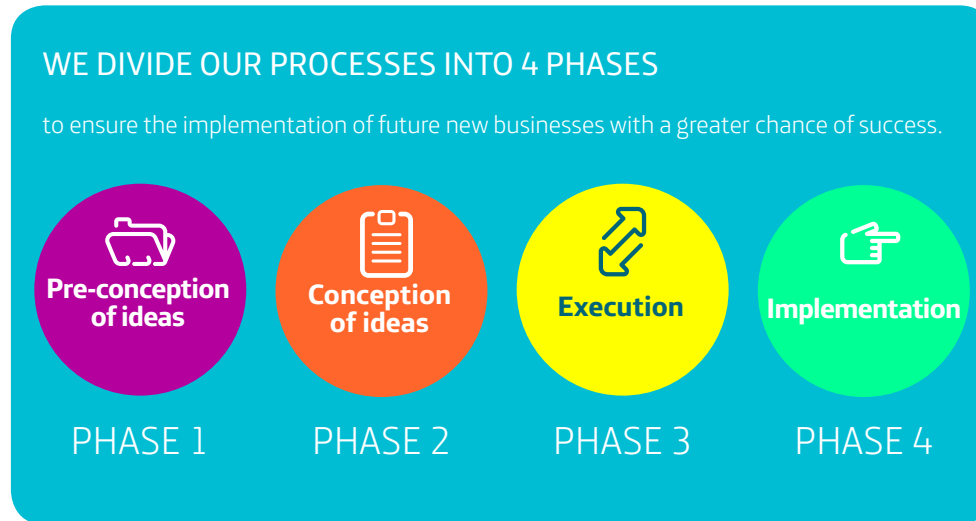 WE DIVIDE OUR PROCESSES INTO 4 PHASES
to ensure the implementation of future new businesses with a greater chance of success.
Pre-conception
of ideas
Conception
of ideas
Execution
Implementation
PHASE 1
PHASE 2
PHASE 3
PHASE 4